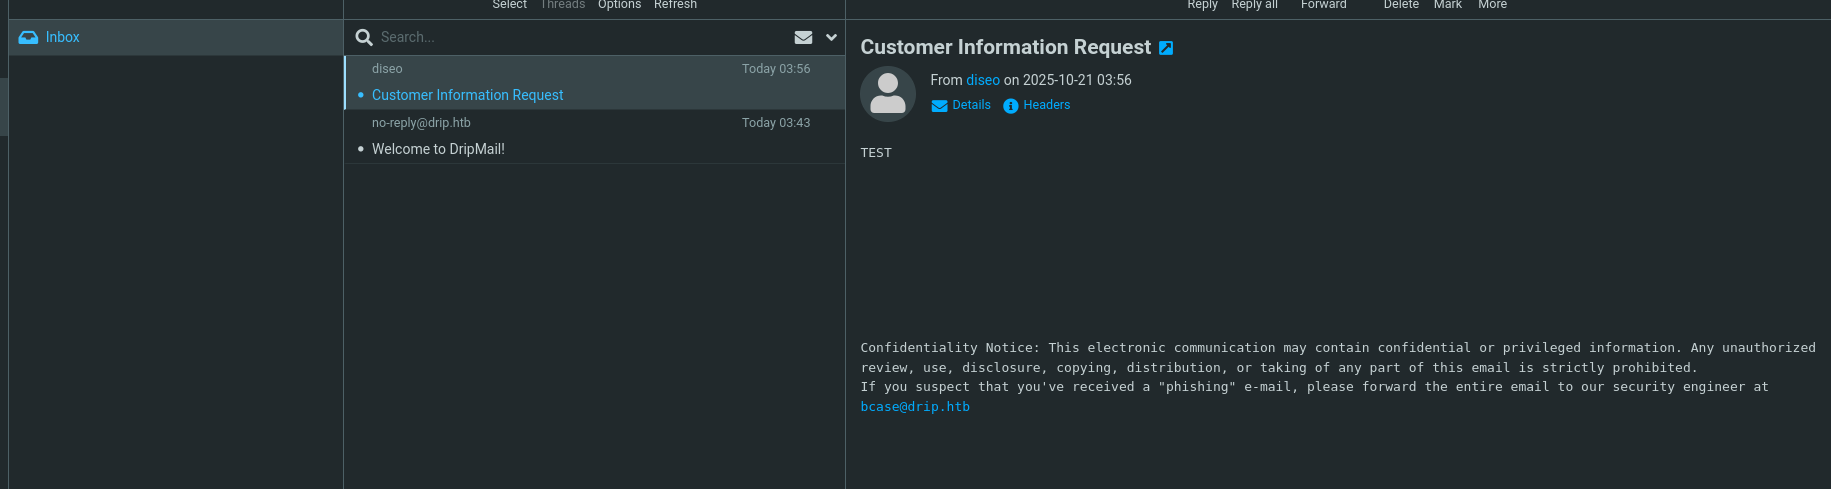 Select Threads Options Refresh
Reply Reply all Forward Delete Mark More
Inbox
Search...
diseo Today 03:56
Customer Information Request
no-reply@drip.htb Today 03:43
Welcome to DripMail!
Customer Information Request
From diseo on 2025-10-21 03:56
Details Headers
TEST
Confidentiality Notice: This electronic communication may contain confidential or privileged information. Any unauthorized
review, use, disclosure, copying, distribution, or taking of any part of this email is strictly prohibited.
If you suspect that you've received a "phishing" e-mail, please forward the entire email to our security engineer at
bcase@drip.htb